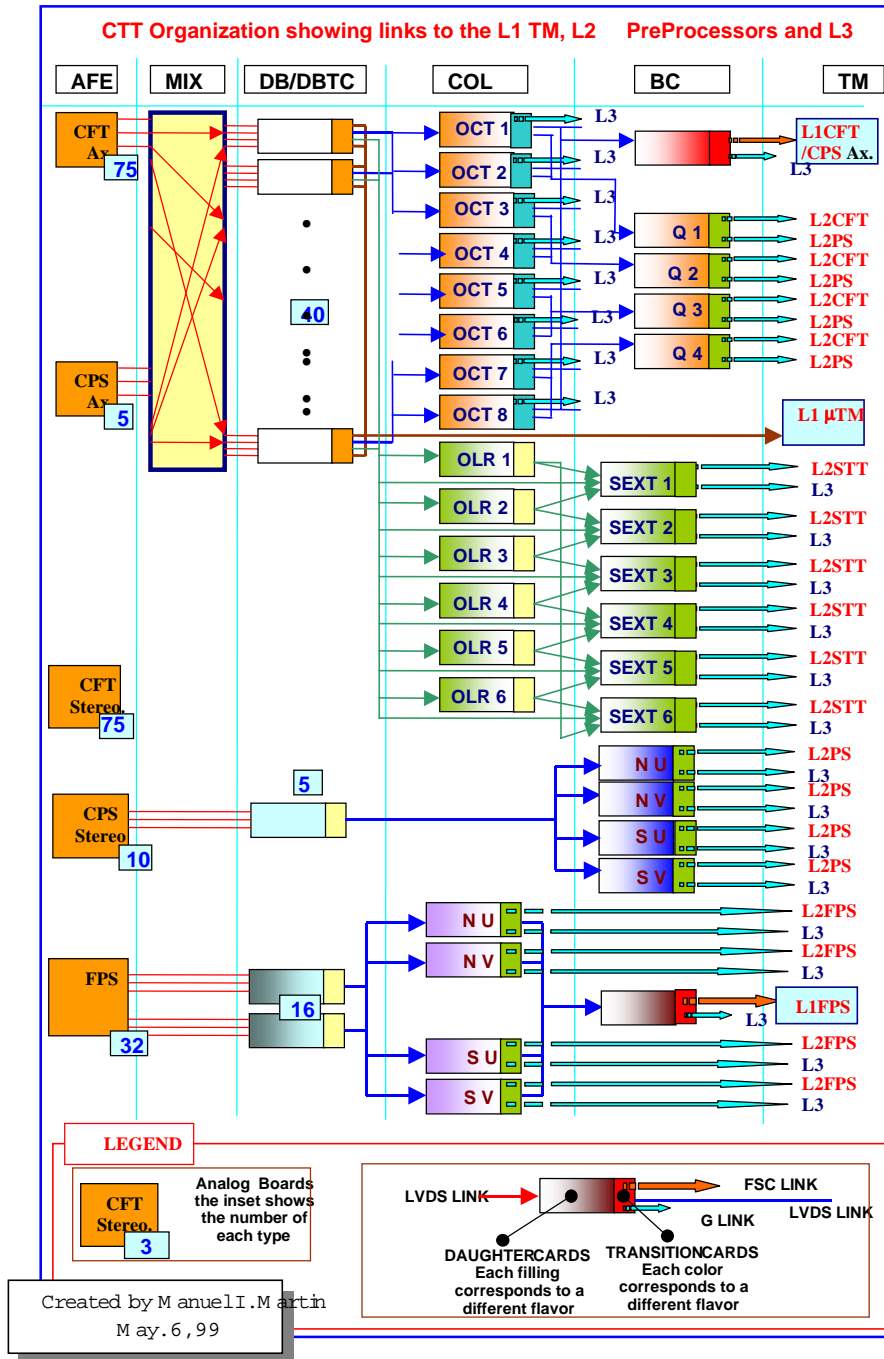 CTT Organization showing links to the L1 TM, L2 PreProcessors and L3
AFE MIX DB/DBTC COL BC TM
CFT
Ax
75
CPS
Ax
5
40
OCT 1
L3
OCT 2
L3
OCT 3
L3
OCT 4
L3
OCT 5
L3
OCT 6
L3
OCT 7
L3
OCT 8
L3
L1CFT
/CPS Ax.
L3
Q 1
L2CFT
L2PS
Q 2
L2CFT
L2PS
Q 3
L2CFT
L2PS
Q 4
L2CFT
L2PS
L1 µTM
OLR 1
OLR 2
OLR 3
OLR 4
OLR 5
OLR 6
SEXT 1
L2STT
L3
SEXT 2
L2STT
L3
SEXT 3
L2STT
L3
SEXT 4
L2STT
L3
SEXT 5
L2STT
L3
SEXT 6
L2STT
L3
CFT
Stereo.
75
CPS
Stereo
10
5
N U
L2PS
L3
N V
L2PS
L3
S U
L2PS
L3
S V
L2PS
L3
FPS
32
16
N U
L2FPS
L3
N V
L2FPS
L3
L3
L1FPS
S U
L2FPS
L3
S V
L2FPS
L3
LEGEND
CFT
Stereo.
3
Analog Boards
the inset shows
the number of
each type
LVDS LINK
FSC LINK
LVDS LINK
G LINK
DAUGHTERCARDS
Each filling
corresponds to a
different flavor
TRANSITIONCARDS
Each color
corresponds to a
different flavor
Created by Manuel I. Martin
May.6,99